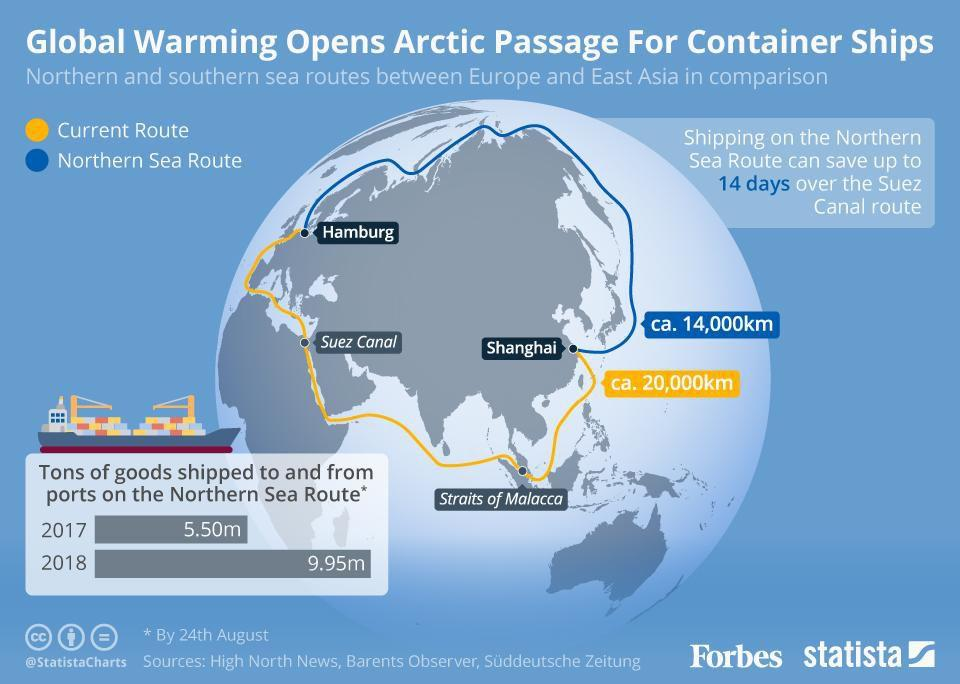 Global Warming Opens Arctic Passage For Container Ships
Northern and southern sea routes between Europe and East Asia in comparison
Current Route
Northern Sea Route
Shipping on the Northern
Sea Route can save up to
14 days over the Suez
Canal route
Hamburg
ca. 14,000km
Suez Canal
Shanghai
ca. 20,000km
Straits of Malacca
Tons of goods shipped to and from
ports on the Northern Sea Route*
2017 5.50m
2018 9.95m
* By 24th August
@StatistaCharts
Sources: High North News, Barents Observer, Süddeutsche Zeitung
cc
Forbes
statista